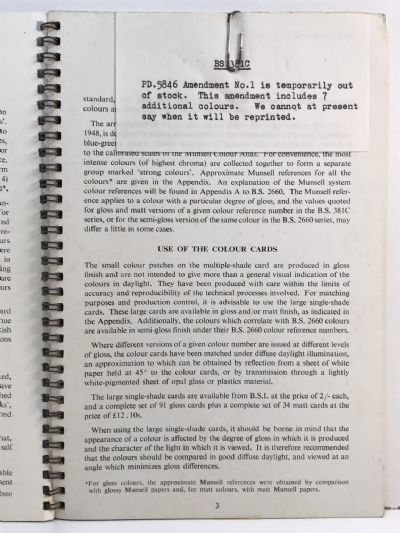 BS 381C
PD.5846 Amendment No.1 is temporarily out
of stock. This amendment includes 7
additional colours. We cannot at present
say when it will be reprinted.
standard,
colours a
The arr
1948, is de
blue-green
to the calibrated scales of the Munsell Colour Atlas. For convenience, the most
intense colours (of highest chroma) are collected together to form a separate
group marked 'strong colours'. Approximate Munsell references for all the
colours* are given in the Appendix. An explanation of the Munsell system
colour references will be found in Appendix A to B.S. 2660. The Munsell refer-
ence applies to a colour with a particular degree of gloss, and the values quoted
for gloss and matt versions of a given colour reference number in the B.S. 381C
series, or for the semi-gloss version of the same colour in the B.S. 2660 series, may
differ a little in some cases.
USE OF THE COLOUR CARDS
The small colour patches on the multiple-shade card are produced in gloss
finish and are not intended to give more than a general visual indication of the
colours in daylight. They have been produced with care within the limits of
accuracy and reproducibility of the technical processes involved. For matching
purposes and production control, it is advisable to use the large single-shade
cards. These large cards are available in gloss and/or matt finish, as indicated in
the Appendix. Additionally, the colours which correlate with B.S. 2660 colours
are available in semi-gloss finish under their B.S. 2660 colour reference numbers.
Where different versions of a given colour number are issued at different levels
of gloss, the colour cards have been matched under diffuse daylight illumination,
an approximation to which can be obtained by reflection from a sheet of white
paper held at 45° to the colour cards, or by transmission through a lightly
white-pigmented sheet of opal glass or plastics material.
The large single-shade cards are available from B.S.I. at the price of 2/- each,
and a complete set of 91 gloss cards plus a complete set of 34 matt cards at the
price of £12 . 10s.
When using the large single-shade cards, it should be borne in mind that the
appearance of a colour is affected by the degree of gloss in which it is produced
and the character of the light in which it is viewed. It is therefore recommended
that the colours should be compared in good diffuse daylight, and viewed at an
angle which minimizes gloss differences.
*For gloss colours, the approximate Munsell references were obtained by comparison
with glossy Munsell papers and, for matt colours, with matt Munsell papers.
3